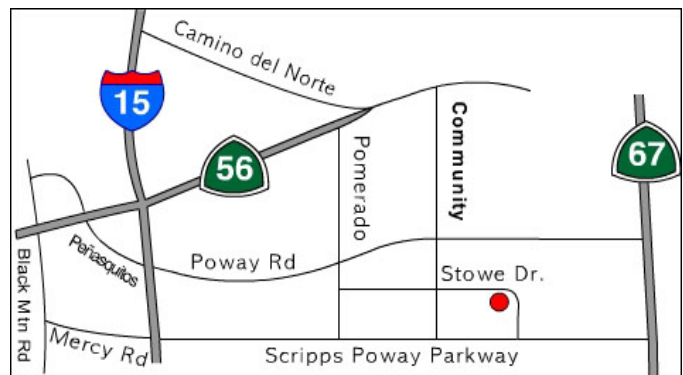 Camino del Norte
15
56
67
Community
Pomerado
Peñasquitos
Poway Rd
Black Mtn Rd
Stowe Dr.
Mercy Rd
Scripps Poway Parkway